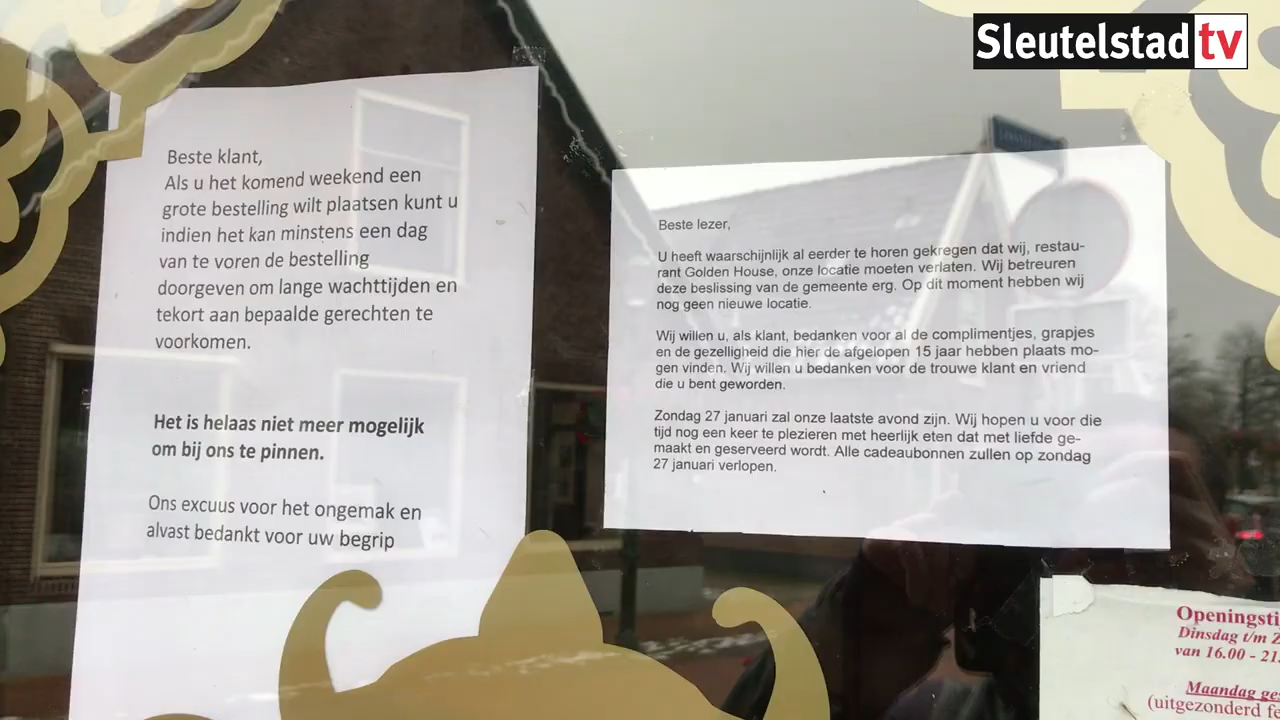 Sleutelstad tv
Beste klant,
Als u het komend weekend een
grote bestelling wilt plaatsen kunt u
indien het kan minstens een dag
van te voren de bestelling
doorgeven om lange wachttijden en
tekort aan bepaalde gerechten te
voorkomen.
Het is helaas niet meer mogelijk
om bij ons te pinnen.
Ons excuus voor het ongemak en
alvast bedankt voor uw begrip
Beste lezer,
U heeft waarschijnlijk al eerder te horen gekregen dat wij, restau-
rant Golden House, onze locatie moeten verlaten. Wij betreuren
deze beslissing van de gemeente erg. Op dit moment hebben wij
nog geen nieuwe locatie.
Wij willen u, als klant, bedanken voor al de complimentjes, grapjes
en de gezelligheid die hier de afgelopen 15 jaar hebben plaats mo-
gen vinden. Wij willen u bedanken voor de trouwe klant en vriend
die u bent geworden.
Zondag 27 januari zal onze laatste avond zijn. Wij hopen u voor die
tijd nog een keer te plezieren met heerlijk eten dat met liefde ge-
maakt en geserveerd wordt. Alle cadeaubonnen zullen op zondag
27 januari verlopen.
Openingsti
Dinsdag t/m Z
van 16.00 - 21
Maandag ges
(uitgezonderd fe